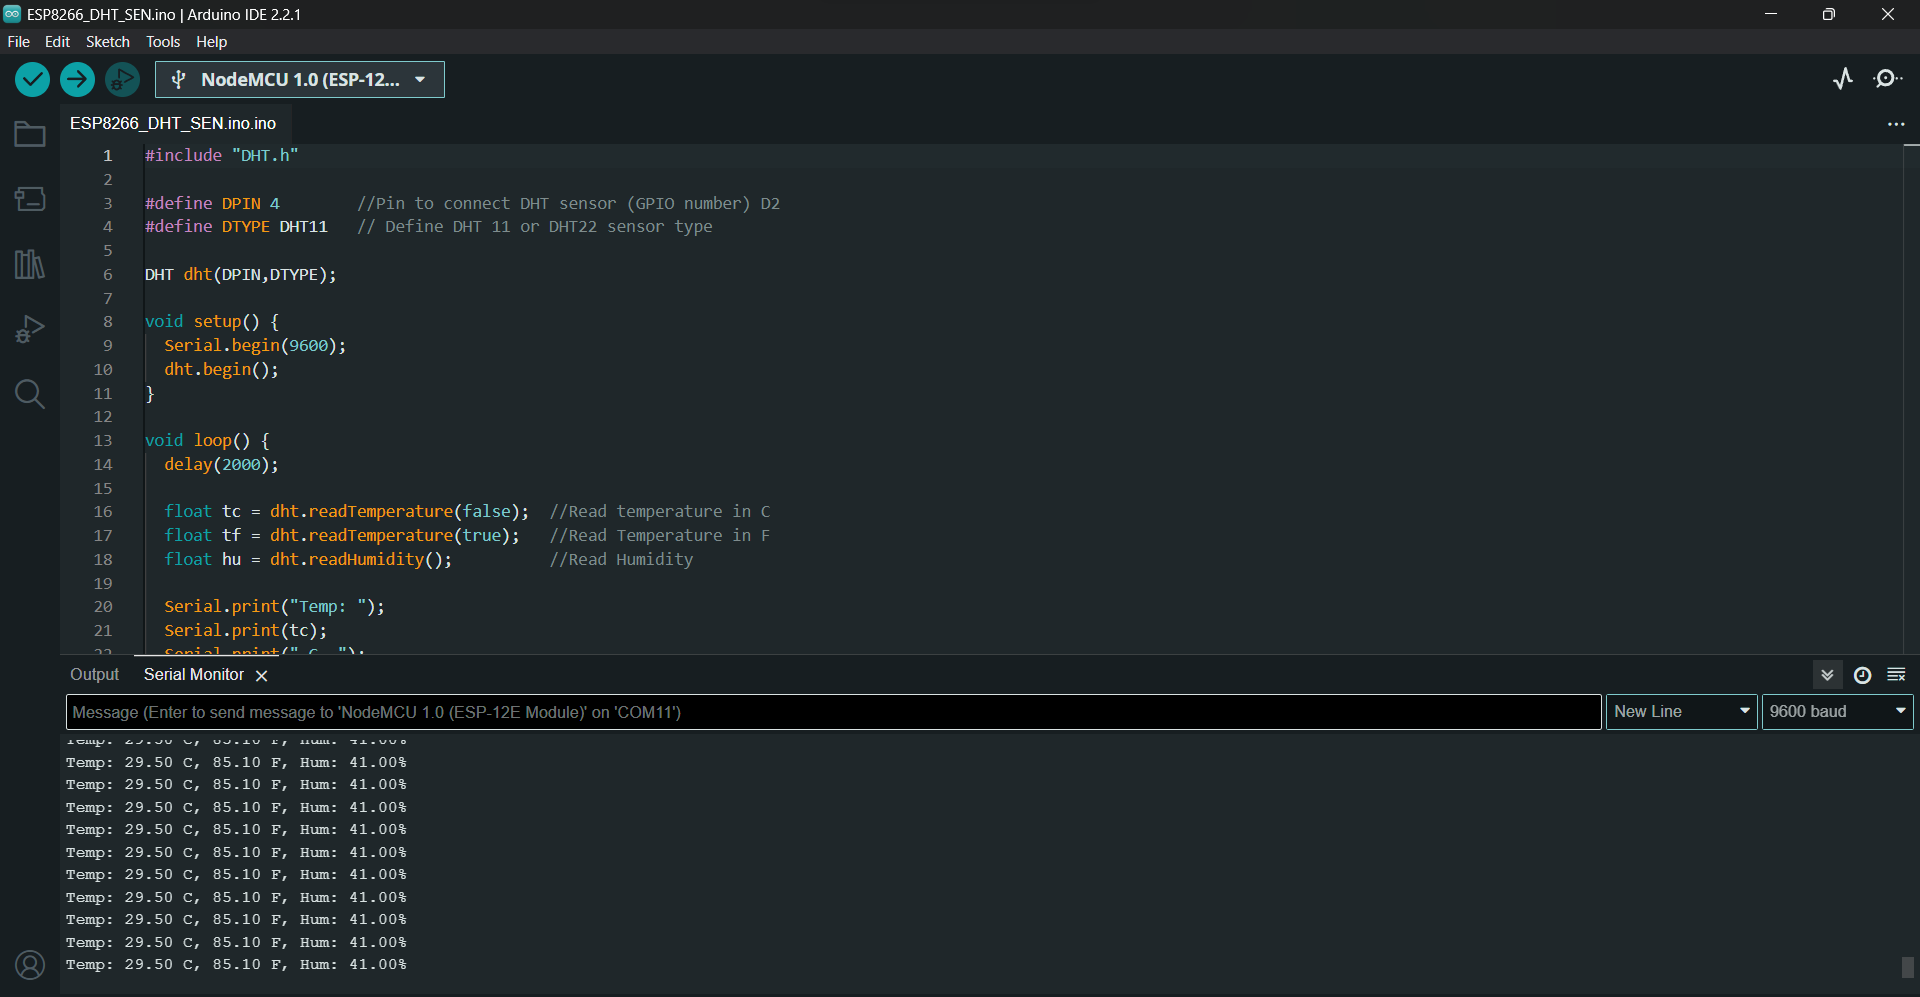 ESP8266_DHT_SEN.ino | Arduino IDE 2.2.1
File Edit Sketch Tools Help
NodeMCU 1.0 (ESP-12...
ESP8266_DHT_SEN.ino.ino
1 #include "DHT.h"
2
3 #define DPIN 4 //Pin to connect DHT sensor (GPIO number) D2
4 #define DTYPE DHT11 // Define DHT 11 or DHT22 sensor type
5
6 DHT dht(DPIN,DTYPE);
7
8 void setup() {
9 Serial.begin(9600);
10 dht.begin();
11 }
12
13 void loop() {
14 delay(2000);
15
16 float tc = dht.readTemperature(false); //Read temperature in C
17 float tf = dht.readTemperature(true); //Read Temperature in F
18 float hu = dht.readHumidity(); //Read Humidity
19
20 Serial.print("Temp: ");
21 Serial.print(tc);
22 Serial.print(" C, ");
Output Serial Monitor
Message (Enter to send message to 'NodeMCU 1.0 (ESP-12E Module)' on 'COM11') New Line 9600 baud
Temp: 29.50 C, 85.10 F, Hum: 41.00%
Temp: 29.50 C, 85.10 F, Hum: 41.00%
Temp: 29.50 C, 85.10 F, Hum: 41.00%
Temp: 29.50 C, 85.10 F, Hum: 41.00%
Temp: 29.50 C, 85.10 F, Hum: 41.00%
Temp: 29.50 C, 85.10 F, Hum: 41.00%
Temp: 29.50 C, 85.10 F, Hum: 41.00%
Temp: 29.50 C, 85.10 F, Hum: 41.00%
Temp: 29.50 C, 85.10 F, Hum: 41.00%
Temp: 29.50 C, 85.10 F, Hum: 41.00%